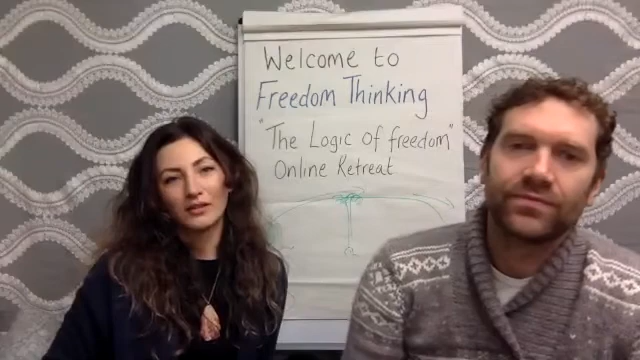 Welcome to
Freedom Thinking
"The Logic of freedom"
Online Retreat